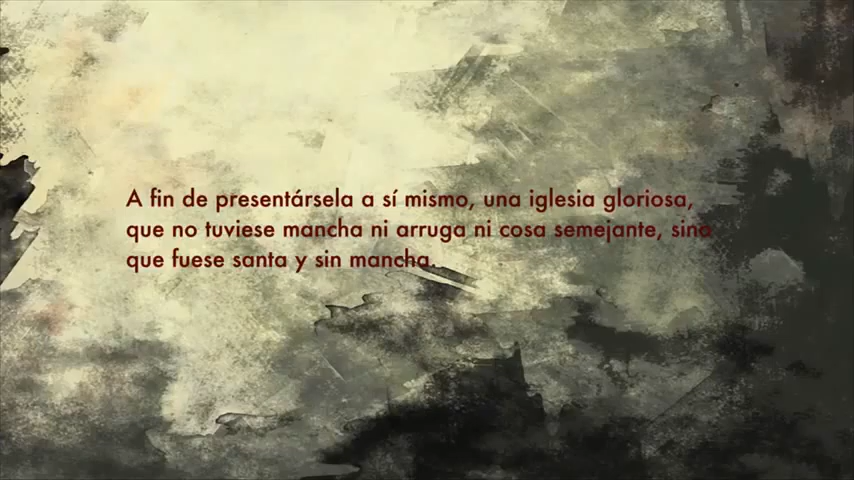 A fin de presentársela a sí mismo, una iglesia gloriosa,
que no tuviese mancha ni arruga ni cosa semejante, sino
que fuese santa y sin mancha.